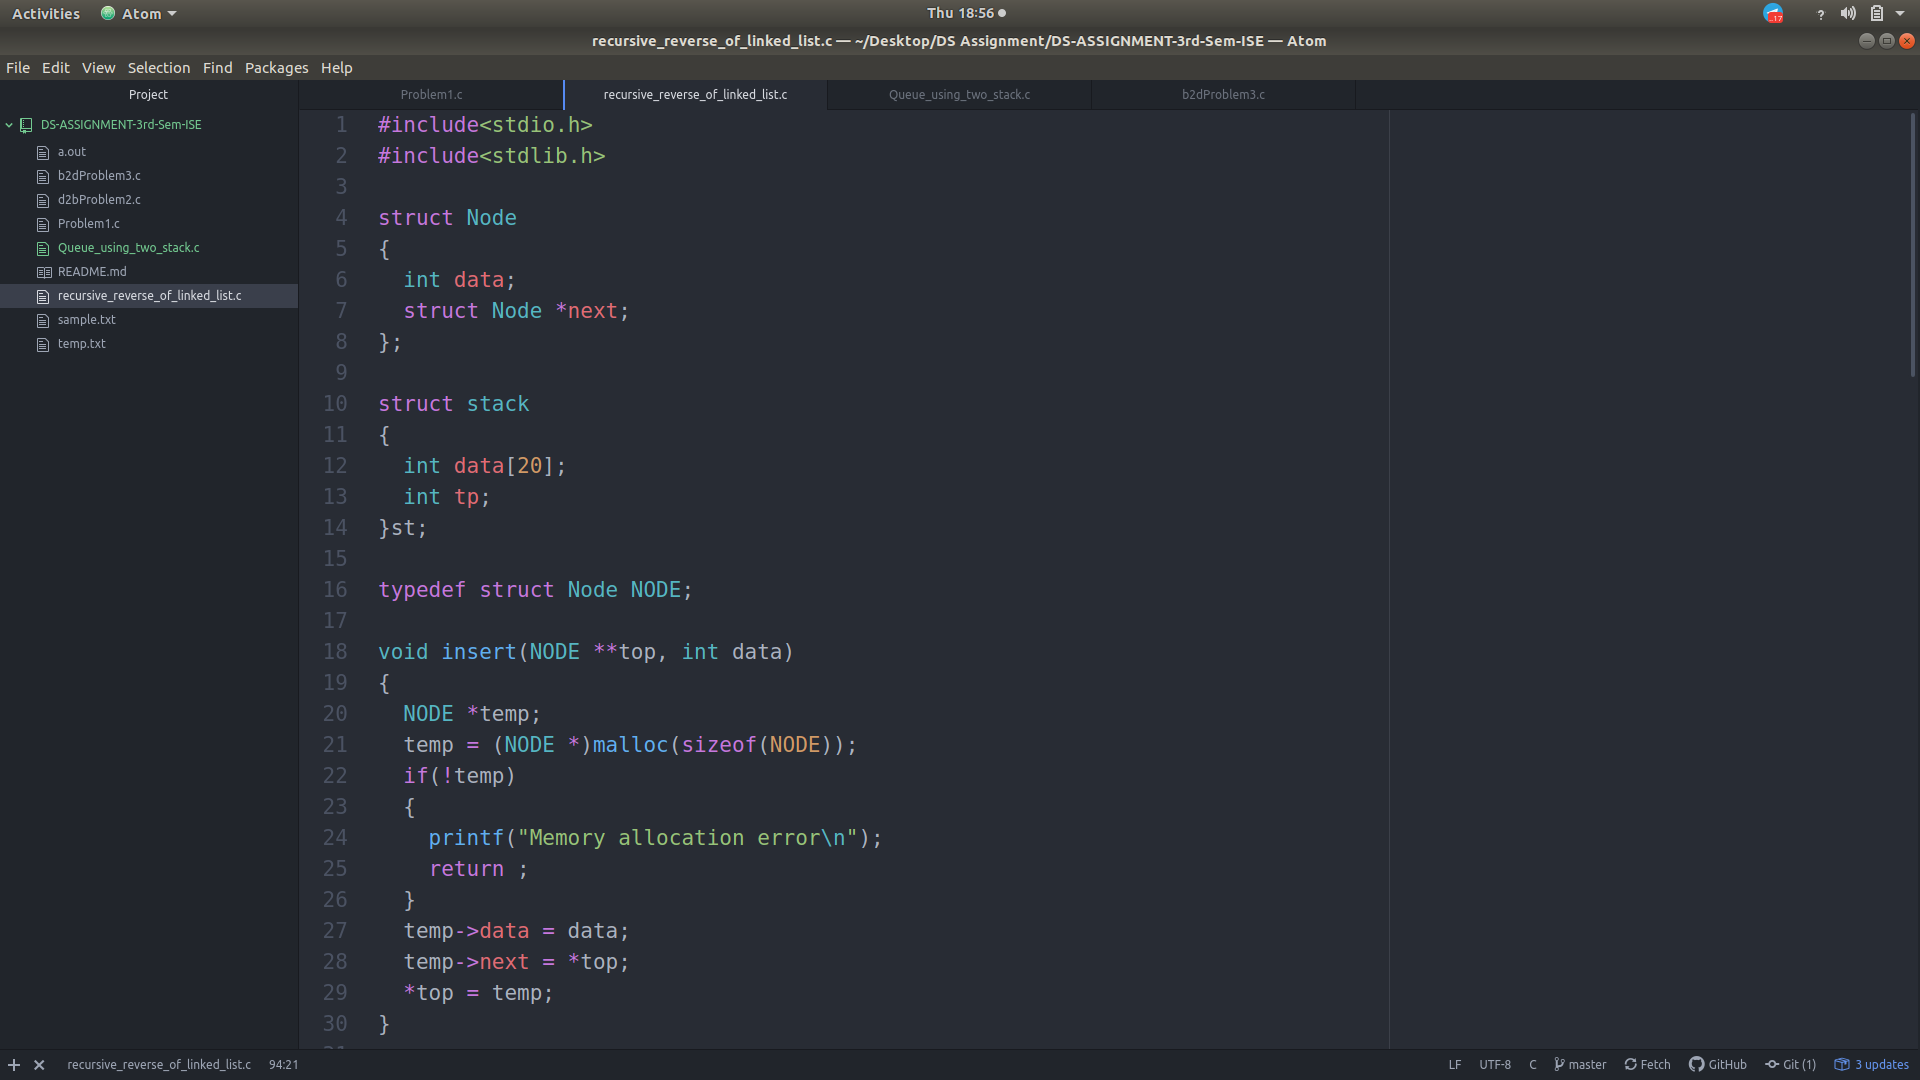 Activities Atom Thu 18:56 17 ?
recursive_reverse_of_linked_list.c — ~/Desktop/DS Assignment/DS-ASSIGNMENT-3rd-Sem-ISE — Atom
File Edit View Selection Find Packages Help
Project
Problem1.c recursive_reverse_of_linked_list.c Queue_using_two_stack.c b2dProblem3.c
DS-ASSIGNMENT-3rd-Sem-ISE
a.out
b2dProblem3.c
d2bProblem2.c
Problem1.c
Queue_using_two_stack.c
README.md
recursive_reverse_of_linked_list.c
sample.txt
temp.txt
1 #include<stdio.h>
2 #include<stdlib.h>
3
4 struct Node
5 {
6   int data;
7   struct Node *next;
8 };
9
10 struct stack
11 {
12   int data[20];
13   int tp;
14 }st;
15
16 typedef struct Node NODE;
17
18 void insert(NODE **top, int data)
19 {
20   NODE *temp;
21   temp = (NODE *)malloc(sizeof(NODE));
22   if(!temp)
23   {
24     printf("Memory allocation error\n");
25     return ;
26   }
27   temp->data = data;
28   temp->next = *top;
29   *top = temp;
30 }
recursive_reverse_of_linked_list.c 94:21 LF UTF-8 C master Fetch GitHub Git (1) 3 updates